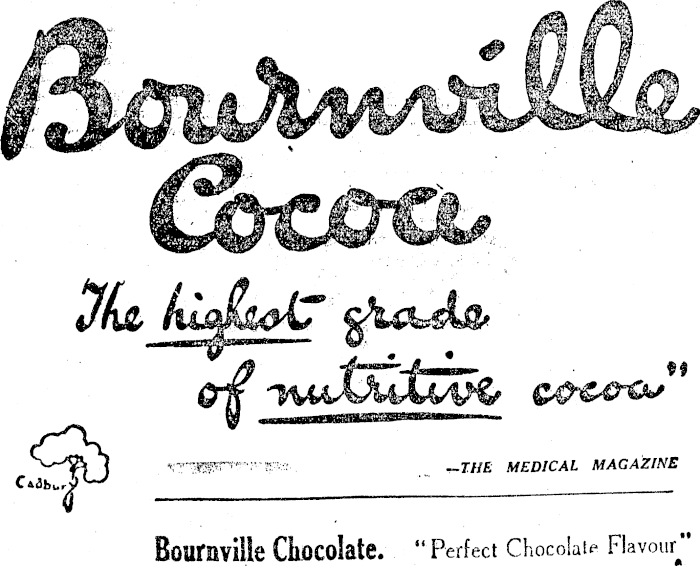 Bournville
Cocoa
The highest grade
of nutritive cocoa"
Cadbury
—THE MEDICAL MAGAZINE
Bournville Chocolate. "Perfect Chocolate Flavour"